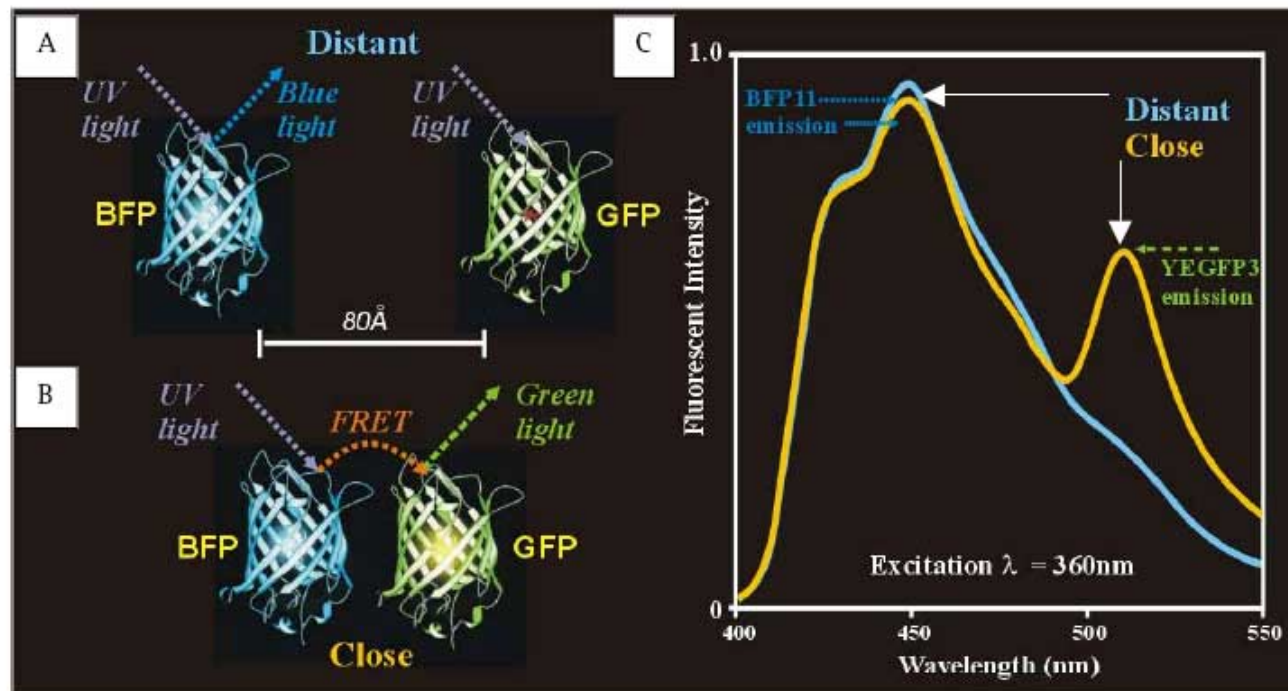 A
Distant
UV
light
Blue
light
UV
light
BFP
GFP
80Å
B
UV
light
FRET
Green
light
BFP
GFP
Close
C
1.0
BFP11
emission
Distant
Close
YEGFP3
emission
Fluorescent Intensity
Excitation λ = 360nm
0
400
450
500
550
Wavelength (nm)